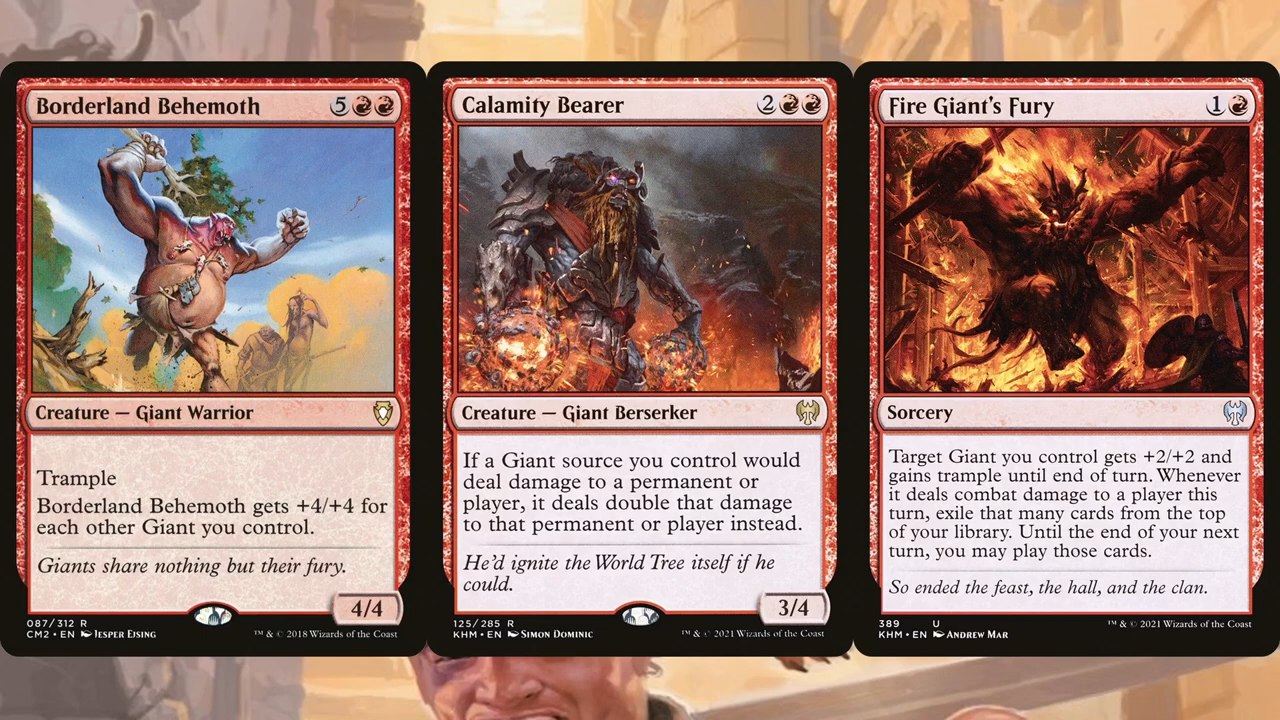 Borderland Behemoth 5
Creature — Giant Warrior
Trample
Borderland Behemoth gets +4/+4 for
each other Giant you control.
Giants share nothing but their fury.
4/4
087/312 R
CM2 • EN Jesper Ejsing
™ & © 2018 Wizards of the Coast
Calamity Bearer 2
Creature — Giant Berserker
If a Giant source you control would
deal damage to a permanent or
player, it deals double that damage
to that permanent or player instead.
He'd ignite the World Tree itself if he
could.
3/4
125/285 R
KHM • EN Simon Dominic
™ & © 2021 Wizards of the Coast
Fire Giant's Fury 1
Sorcery
Target Giant you control gets +2/+2 and
gains trample until end of turn. Whenever
it deals combat damage to a player this
turn, exile that many cards from the top
of your library. Until the end of your next
turn, you may play those cards.
So ended the feast, the hall, and the clan.
389 U
KHM • EN Andrew Mar
™ & © 2021 Wizards of the Coast